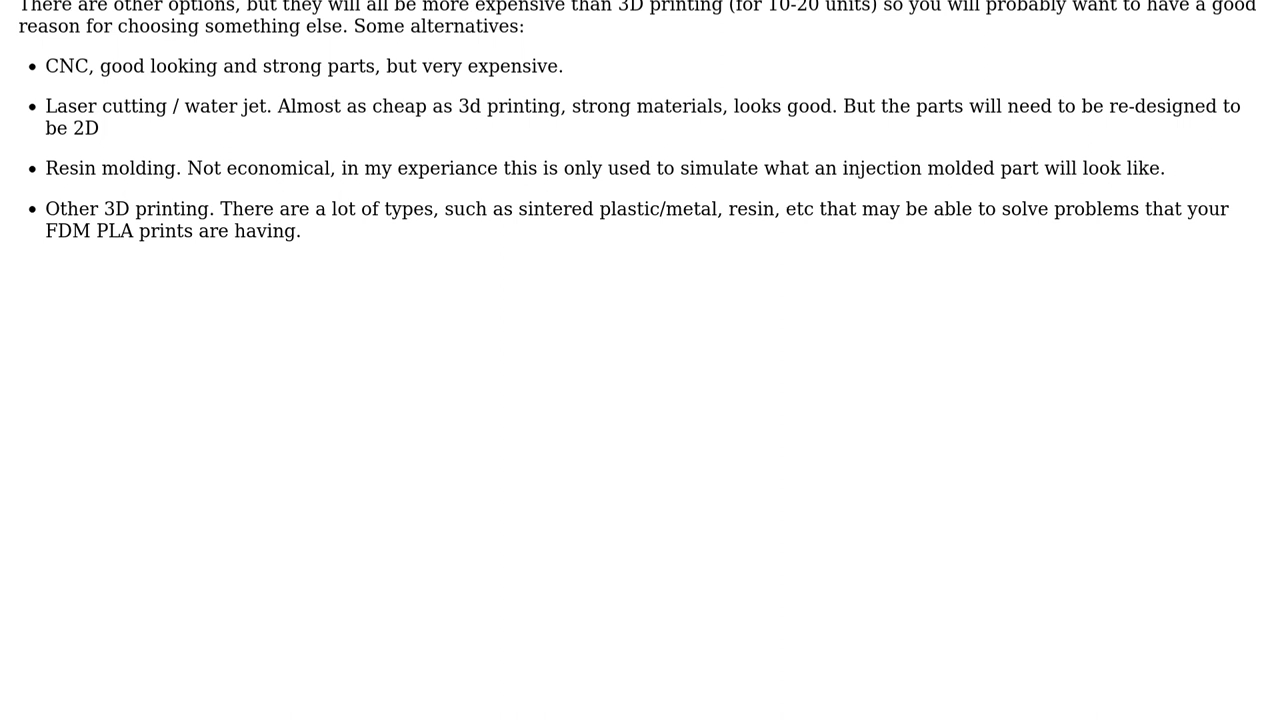 There are other options, but they will all be more expensive than 3D printing (for 10-20 units) so you will probably want to have a good
reason for choosing something else. Some alternatives:
• CNC, good looking and strong parts, but very expensive.
• Laser cutting / water jet. Almost as cheap as 3d printing, strong materials, looks good. But the parts will need to be re-designed to
be 2D
• Resin molding. Not economical, in my experiance this is only used to simulate what an injection molded part will look like.
• Other 3D printing. There are a lot of types, such as sintered plastic/metal, resin, etc that may be able to solve problems that your
FDM PLA prints are having.